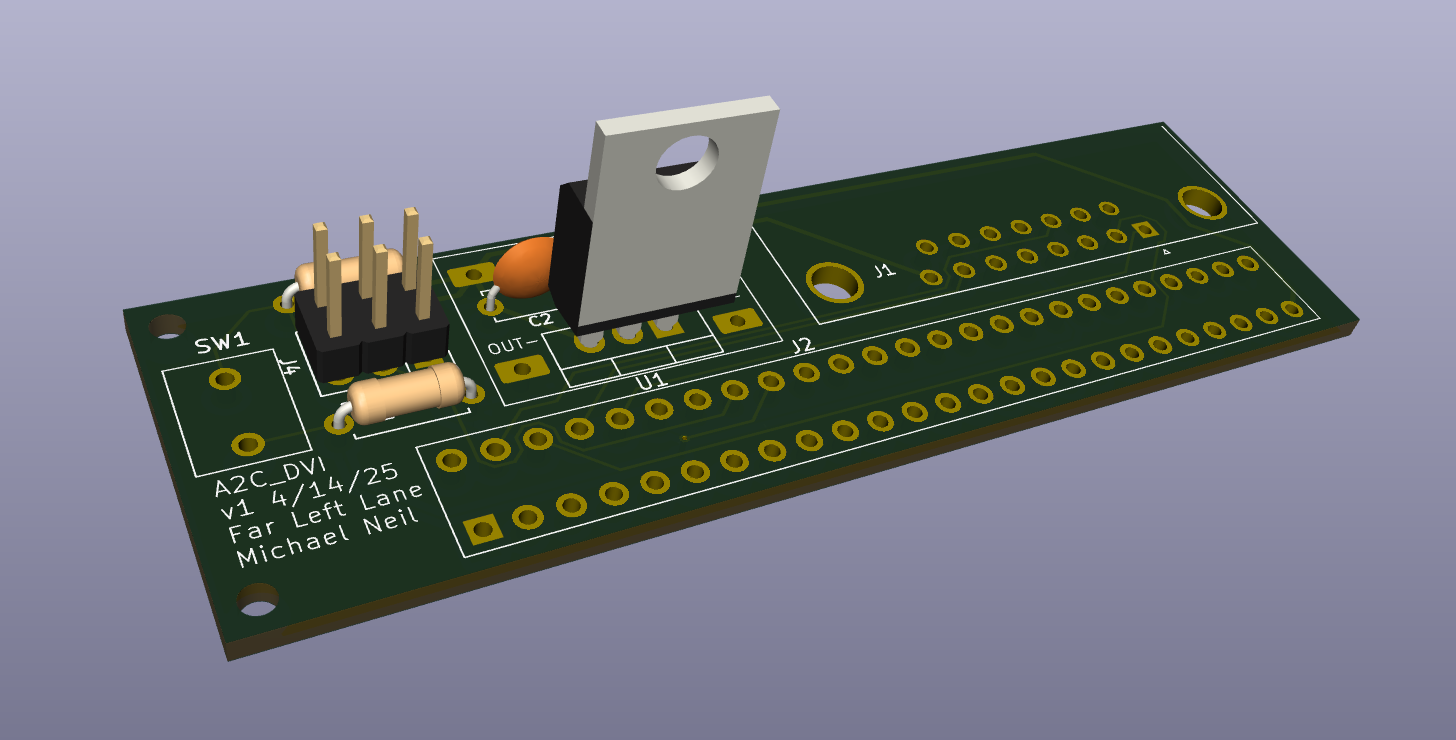 SW1
J4
C2
OUT-
U1
J1
J2
A2C_DVI
v1 4/14/25
Far Left Lane
Michael Neil